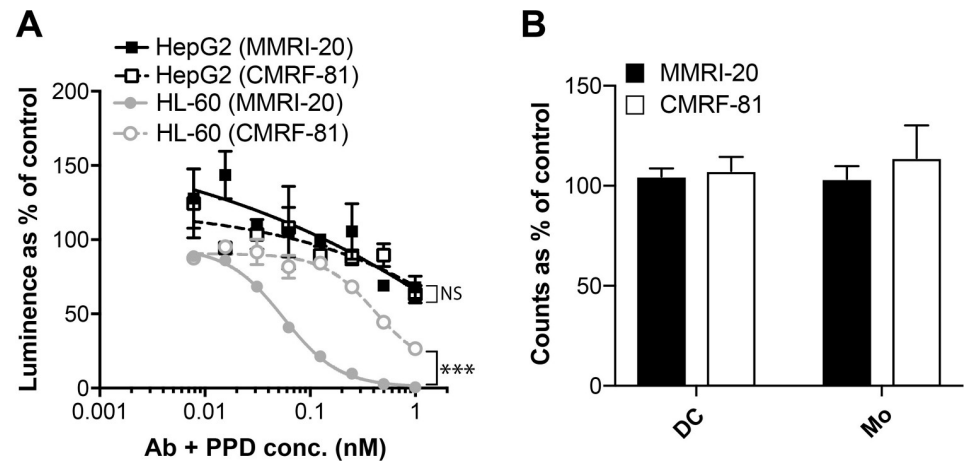 A
HepG2 (MMRI-20)
HepG2 (CMRF-81)
HL-60 (MMRI-20)
HL-60 (CMRF-81)
Luminence as % of control
200
150
100
50
0
0.001
0.01
0.1
1
NS
***
Ab + PPD conc. (nM)
B
MMRI-20
CMRF-81
Counts as % of control
150
100
50
0
DC
Mo